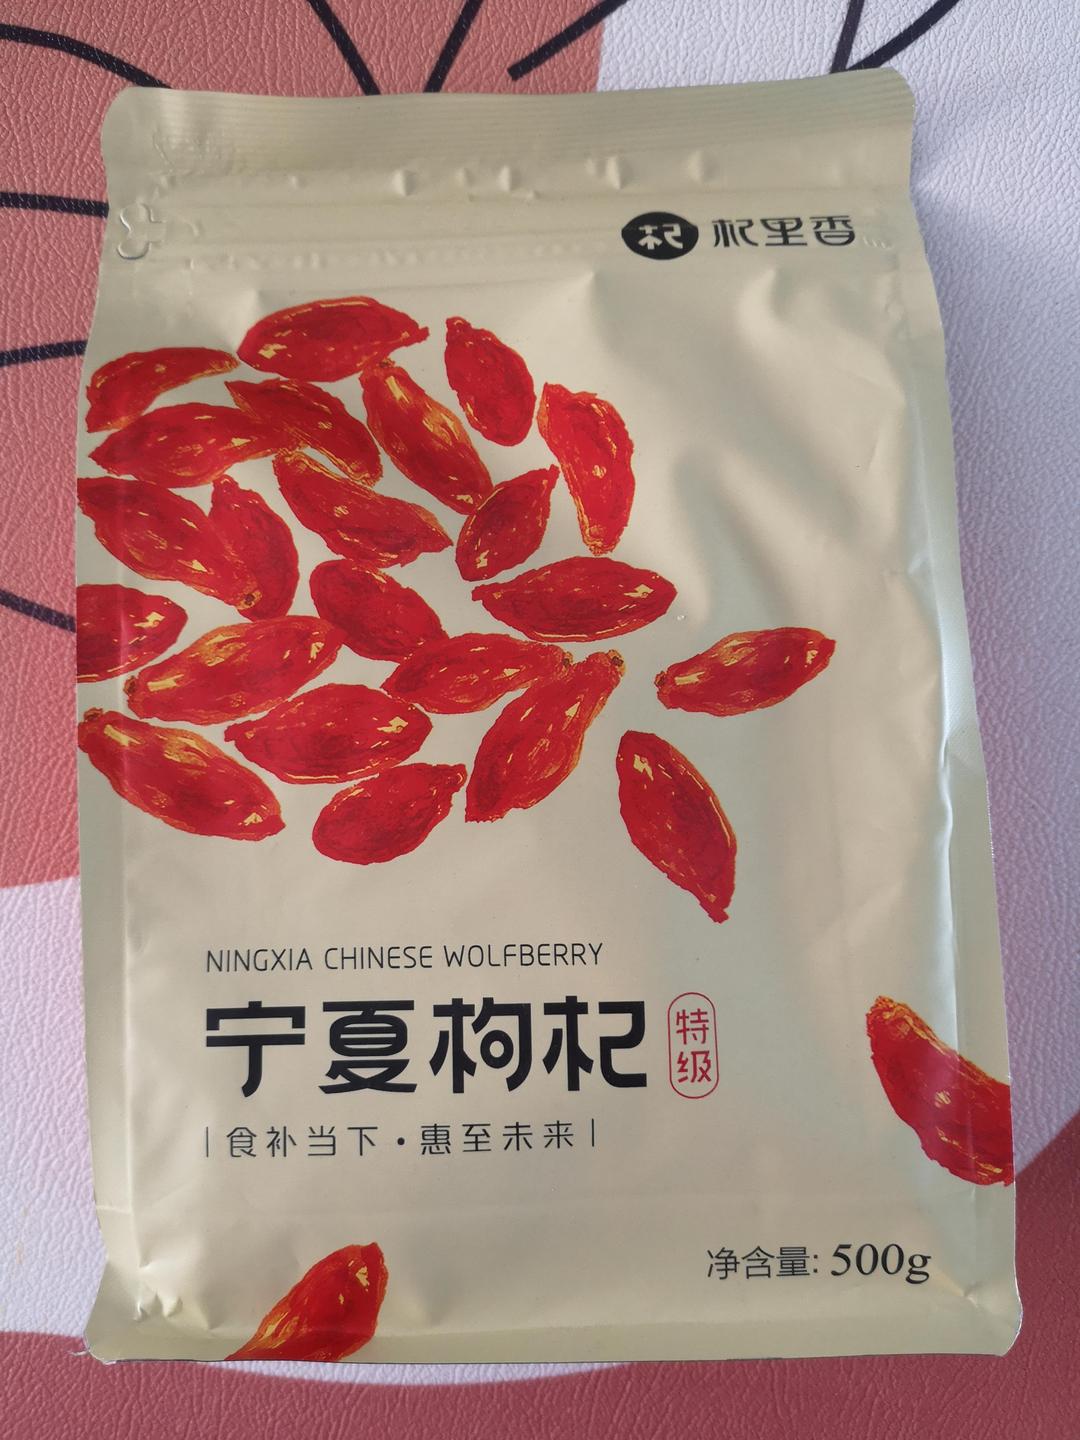 杞 杞里香
NINGXIA CHINESE WOLFBERRY
宁夏枸杞
特级
食补当下·惠至未来
净含量: 500g